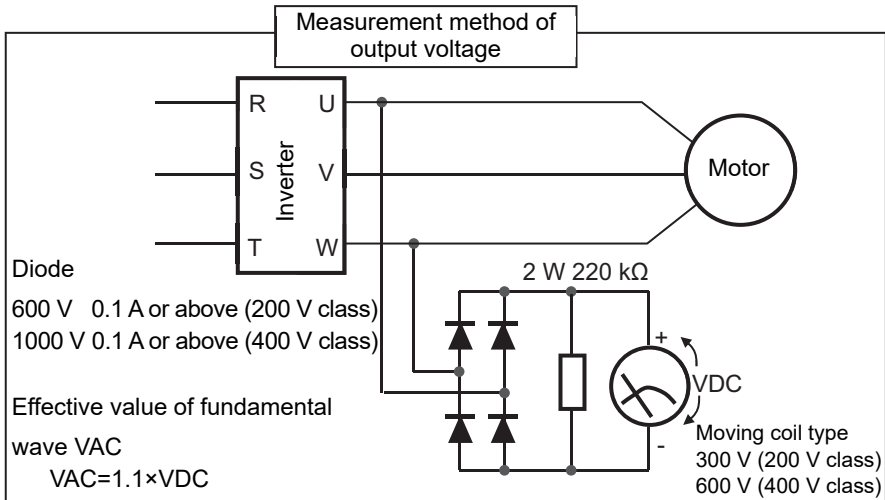 Measurement method of
output voltage
R
U
S
V
T
W
Inverter
Motor
Diode
600 V 0.1 A or above (200 V class)
1000 V 0.1 A or above (400 V class)
Effective value of fundamental
wave VAC
VAC=1.1×VDC
2 W 220 kΩ
+
VDC
-
Moving coil type
300 V (200 V class)
600 V (400 V class)